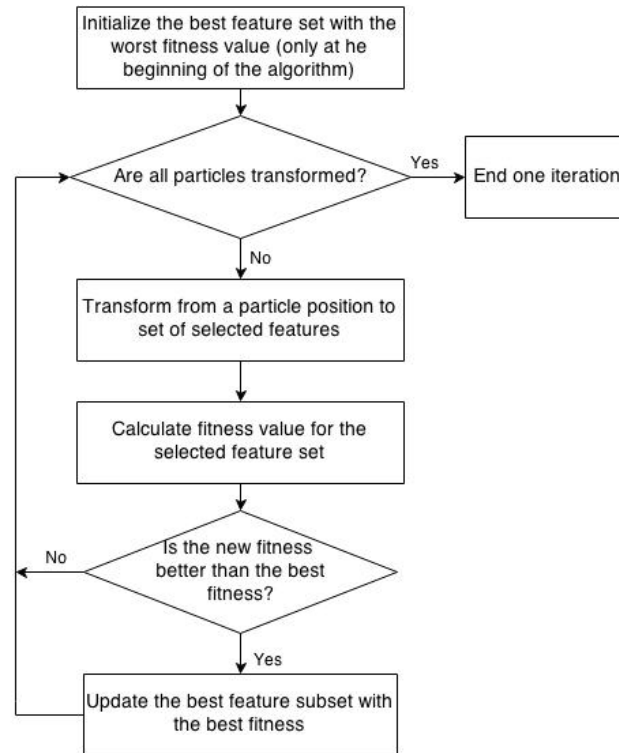 Initialize the best feature set with the
worst fitness value (only at he
beginning of the algorithm)
Are all particles transformed?
Yes
End one iteration
No
Transform from a particle position to
set of selected features
Calculate fitness value for the
selected feature set
Is the new fitness
better than the best
fitness?
No
Yes
Update the best feature subset with
the best fitness